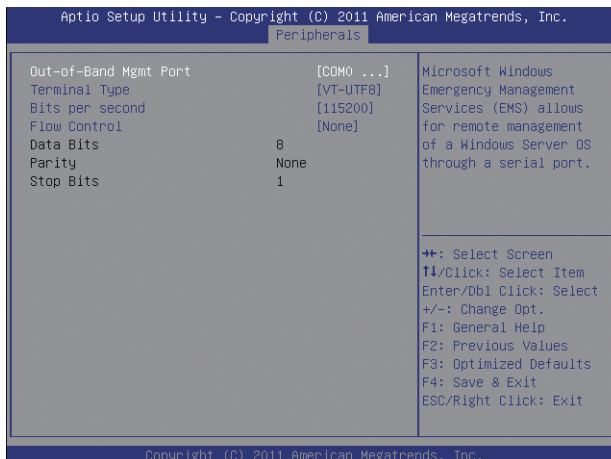 Aptio Setup Utility – Copyright (C) 2011 American Megatrends, Inc.
Peripherals
Out-of-Band Mgmt Port [COM0 ...]
Terminal Type [VT-UTF8]
Bits per second [115200]
Flow Control [None]
Data Bits 8
Parity None
Stop Bits 1
Microsoft Windows
Emergency Management
Services (EMS) allows
for remote management
of a Windows Server OS
through a serial port.
→←: Select Screen
↑↓/Click: Select Item
Enter/Dbl Click: Select
+/-: Change Opt.
F1: General Help
F2: Previous Values
F3: Optimized Defaults
F4: Save & Exit
ESC/Right Click: Exit
Copyright (C) 2011 American Megatrends, Inc.